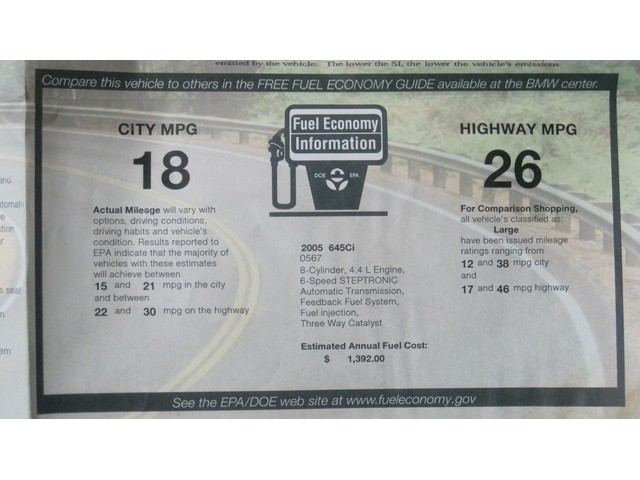 emitted by the vehicle. The lower the SI, the lower the vehicle's emissions
Compare this vehicle to others in the FREE FUEL ECONOMY GUIDE available at the BMW center.
CITY MPG
18
Actual Mileage will vary with
options, driving conditions,
driving habits and vehicle's
condition. Results reported to
EPA indicate that the majority of
vehicles with these estimates
will achieve between
15 and 21 mpg in the city
and between
22 and 30 mpg on the highway
Fuel Economy
Information
DOE EPA
2005 645Ci
0567
8-Cylinder, 4.4 L Engine,
6-Speed STEPTRONIC
Automatic Transmission,
Feedback Fuel System,
Fuel injection,
Three Way Catalyst
Estimated Annual Fuel Cost:
$ 1,392.00
HIGHWAY MPG
26
For Comparison Shopping,
all vehicle's classified as:
Large
have been issued mileage
ratings ranging from
12 and 38 mpg city
and
17 and 46 mpg highway
See the EPA/DOE web site at www.fueleconomy.gov